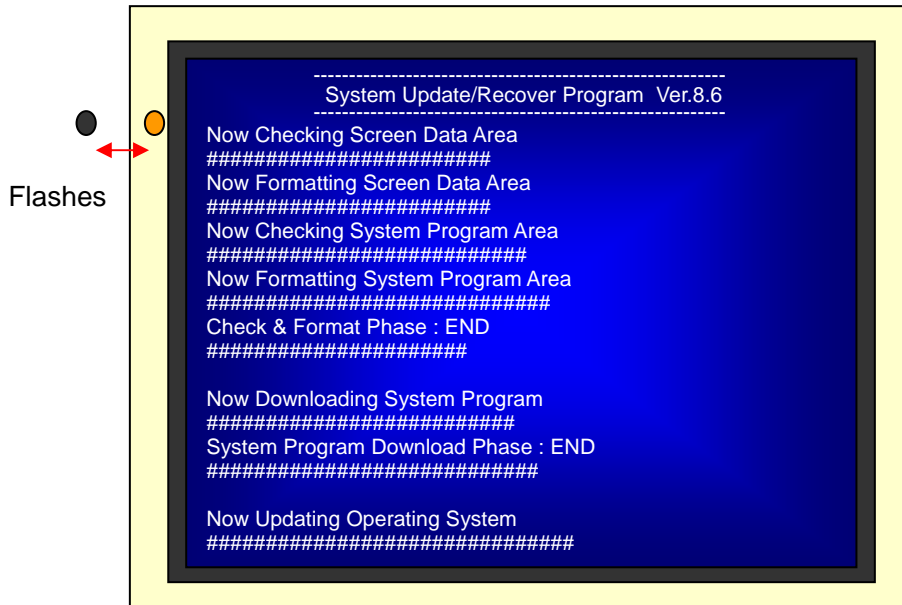 ------------------------------------------------------------
System Update/Recover Program Ver.8.6
------------------------------------------------------------
Now Checking Screen Data Area
########################
Now Formatting Screen Data Area
########################
Now Checking System Program Area
###########################
Now Formatting System Program Area
#############################
Check & Format Phase : END
######################
Now Downloading System Program
##########################
System Program Download Phase : END
############################
Now Updating Operating System
###############################
Flashes